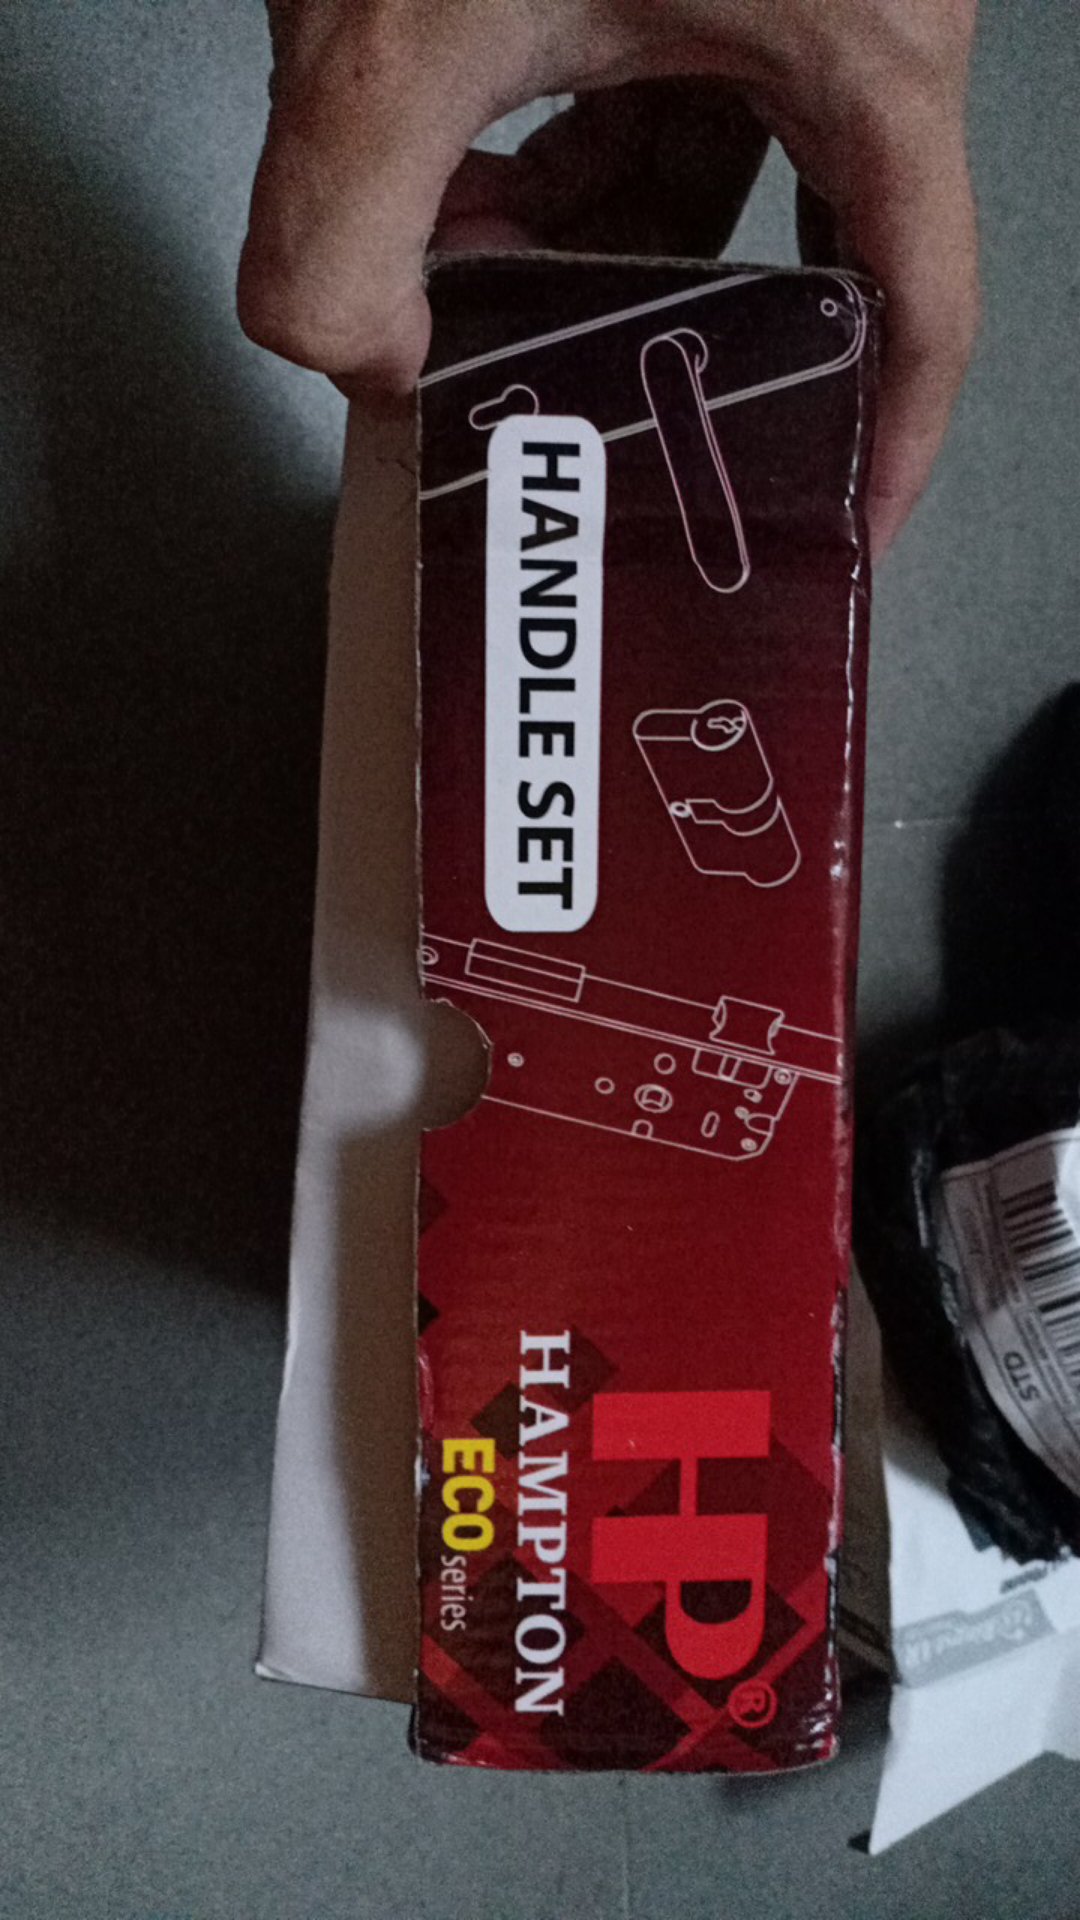 HANDLE SET
HP®
HAMPTON
ECO series
STD